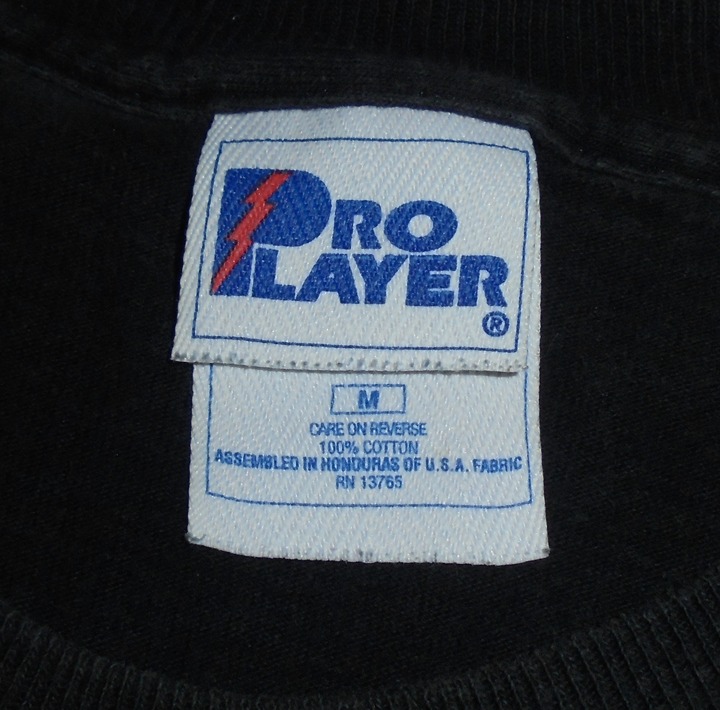 PRO
PLAYER
®
M
CARE ON REVERSE
100% COTTON
ASSEMBLED IN HONDURAS OF U.S.A. FABRIC
RN 13765